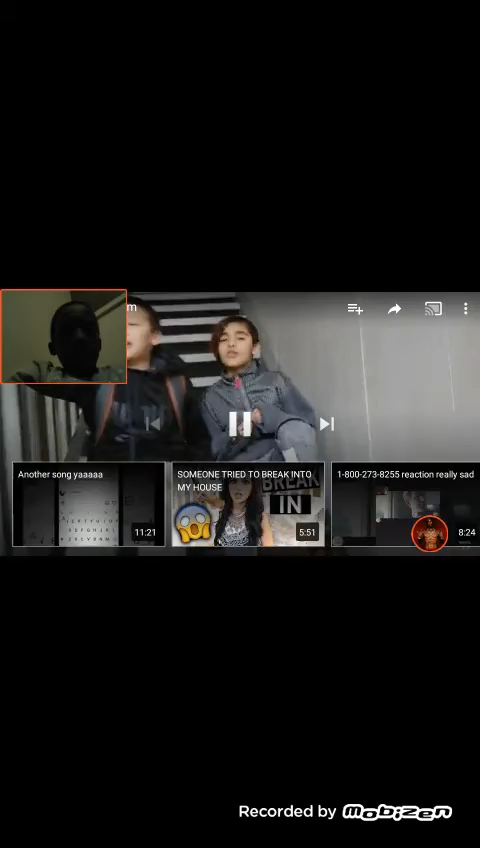 m
Another song yaaaaa
11:21
SOMEONE TRIED TO BREAK INTO
MY HOUSE
BREAK
IN
5:51
1-800-273-8255 reaction really sad
8:24
Recorded by mobizen